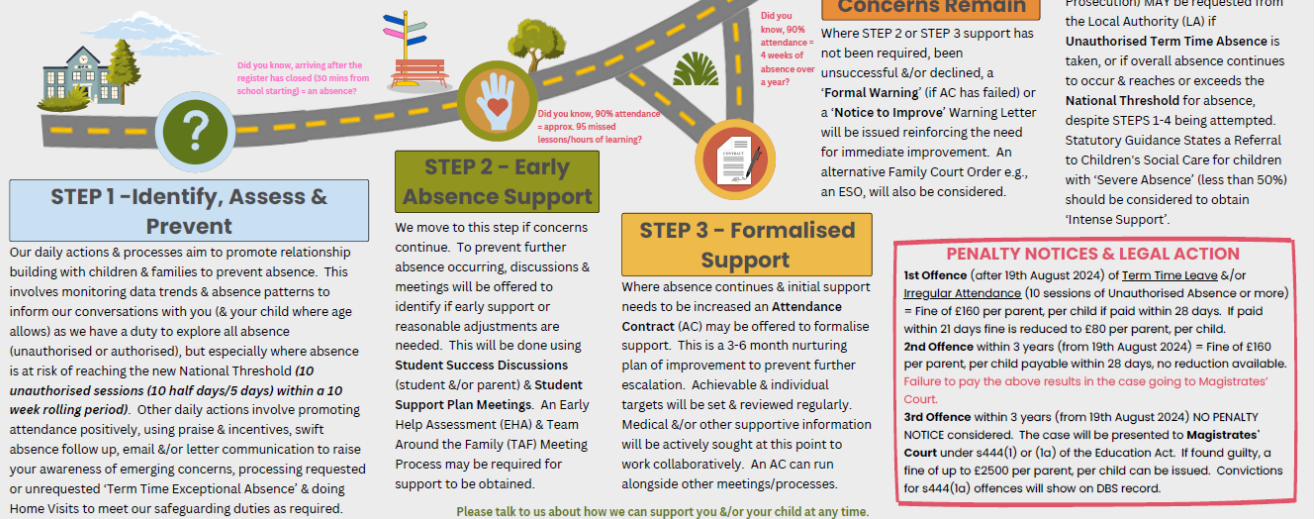 Did you know, arriving after the
register has closed (30 mins from
school starting) = an absence?
Did you know, 90% attendance
= approx. 95 missed
lessons/hours of learning?
Did you
know, 90%
attendance =
4 weeks of
absence over
a year?
CONTRACT
STEP 1 -Identify, Assess &
Prevent
Our daily actions & processes aim to promote relationship
building with children & families to prevent absence. This
involves monitoring data trends & absence patterns to
inform our conversations with you (& your child where age
allows) as we have a duty to explore all absence
(unauthorised or authorised), but especially where absence
is at risk of reaching the new National Threshold (10
unauthorised sessions (10 half days/5 days) within a 10
week rolling period). Other daily actions involve promoting
attendance positively, using praise & incentives, swift
absence follow up, email &/or letter communication to raise
your awareness of emerging concerns, processing requested
or unrequested 'Term Time Exceptional Absence' & doing
Home Visits to meet our safeguarding duties as required.
STEP 2 - Early
Absence Support
We move to this step if concerns
continue. To prevent further
absence occurring, discussions &
meetings will be offered to
identify if early support or
reasonable adjustments are
needed. This will be done using
Student Success Discussions
(student &/or parent) & Student
Support Plan Meetings. An Early
Help Assessment (EHA) & Team
Around the Family (TAF) Meeting
Process may be required for
support to be obtained.
STEP 3 - Formalised
Support
Where absence continues & initial support
needs to be increased an Attendance
Contract (AC) may be offered to formalise
support. This is a 3-6 month nurturing
plan of improvement to prevent further
escalation. Achievable & individual
targets will be set & reviewed regularly.
Medical &/or other supportive information
will be actively sought at this point to
work collaboratively. An AC can run
alongside other meetings/processes.
Concerns Remain
Where STEP 2 or STEP 3 support has
not been required, been
unsuccessful &/or declined, a
'Formal Warning' (if AC has failed) or
a 'Notice to Improve' Warning Letter
will be issued reinforcing the need
for immediate improvement. An
alternative Family Court Order e.g.,
an ESO, will also be considered.
Prosecution) MAY be requested from
the Local Authority (LA) if
Unauthorised Term Time Absence is
taken, or if overall absence continues
to occur & reaches or exceeds the
National Threshold for absence,
despite STEPS 1-4 being attempted.
Statutory Guidance States a Referral
to Children's Social Care for children
with 'Severe Absence' (less than 50%)
should be considered to obtain
'Intense Support'.
PENALTY NOTICES & LEGAL ACTION
1st Offence (after 19th August 2024) of Term Time Leave &/or
Irregular Attendance (10 sessions of Unauthorised Absence or more)
= Fine of £160 per parent, per child if paid within 28 days. If paid
within 21 days fine is reduced to £80 per parent, per child.
2nd Offence within 3 years (from 19th August 2024) = Fine of £160
per parent, per child payable within 28 days, no reduction available.
Failure to pay the above results in the case going to Magistrates'
Court.
3rd Offence within 3 years (from 19th August 2024) NO PENALTY
NOTICE considered. The case will be presented to Magistrates'
Court under s444(1) or (1a) of the Education Act. If found guilty, a
fine of up to £2500 per parent, per child can be issued. Convictions
for s444(1a) offences will show on DBS record.
Please talk to us about how we can support you &/or your child at any time.